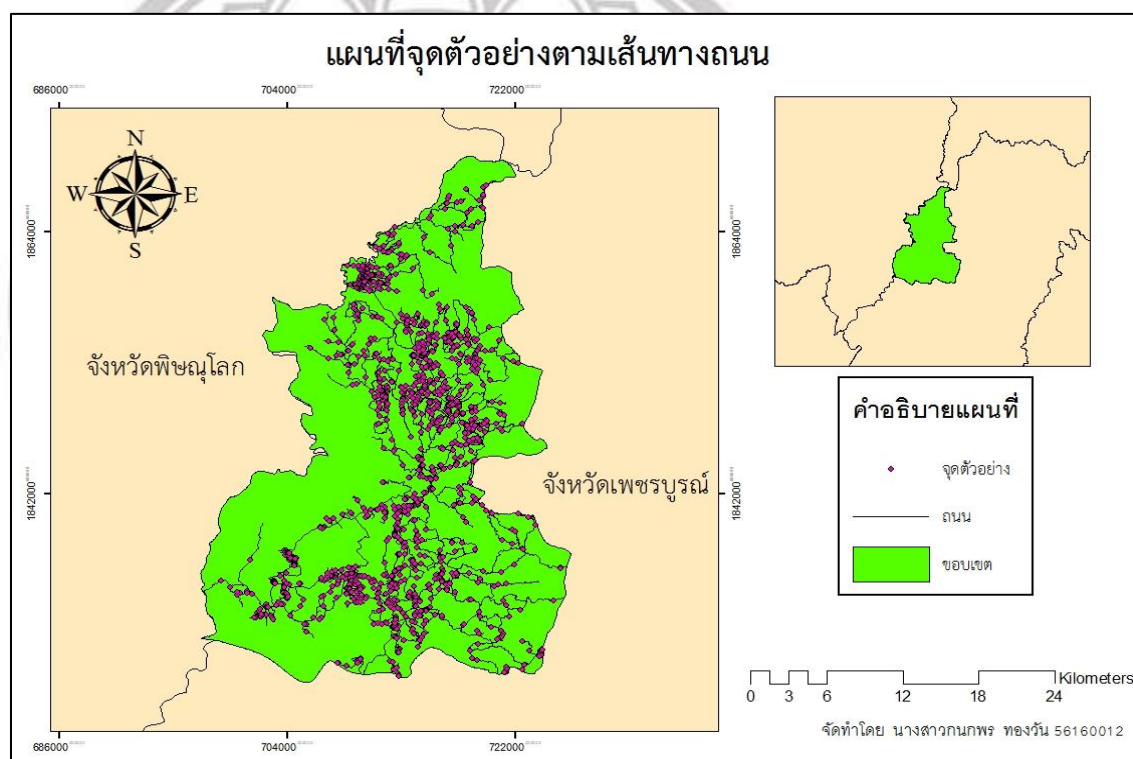 แผนที่จุดตัวอย่างตามเส้นทางถนน
686000 704000 722000
N
W E
S
1864000 1864000
จังหวัดพิษณุโลก
จังหวัดเพชรบูรณ์
1842000 1842000
686000 704000 722000
คำอธิบายแผนที่
จุดตัวอย่าง
ถนน
ขอบเขต
Kilometers
0 3 6 12 18 24
จัดทำโดย นางสาวกนกพร ทองวัน 56160012